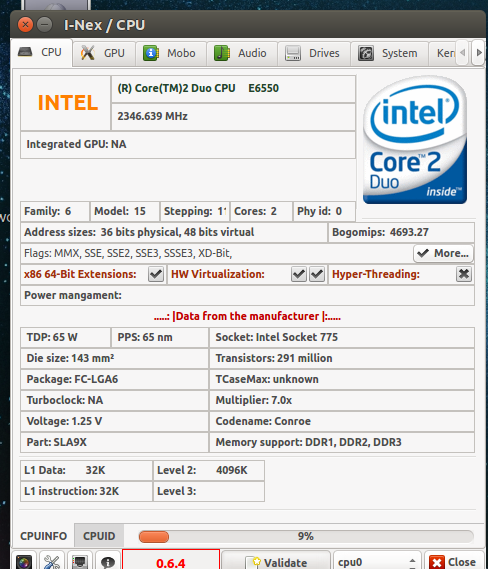 I-Nex / CPU
CPU GPU Mobo Audio Drives System Kern
INTEL
(R) Core(TM)2 Duo CPU E6550
2346.639 MHz
Integrated GPU: NA
intel
Core™2
Duo
inside™
Family: 6 Model: 15 Stepping: 1 Cores: 2 Phy id: 0
Address sizes: 36 bits physical, 48 bits virtual Bogomips: 4693.27
Flags: MMX, SSE, SSE2, SSE3, SSSE3, XD-Bit, More...
x86 64-Bit Extensions: HW Virtualization: Hyper-Threading:
Power mangament:
.....: |Data from the manufacturer |:.....
TDP: 65 W PPS: 65 nm Socket: Intel Socket 775
Die size: 143 mm² Transistors: 291 million
Package: FC-LGA6 TCaseMax: unknown
Turboclock: NA Multiplier: 7.0x
Voltage: 1.25 V Codename: Conroe
Part: SLA9X Memory support: DDR1, DDR2, DDR3
L1 Data: 32K Level 2: 4096K
L1 instruction: 32K Level 3:
CPUINFO CPUID 9%
0.6.4 Validate cpu0 Close